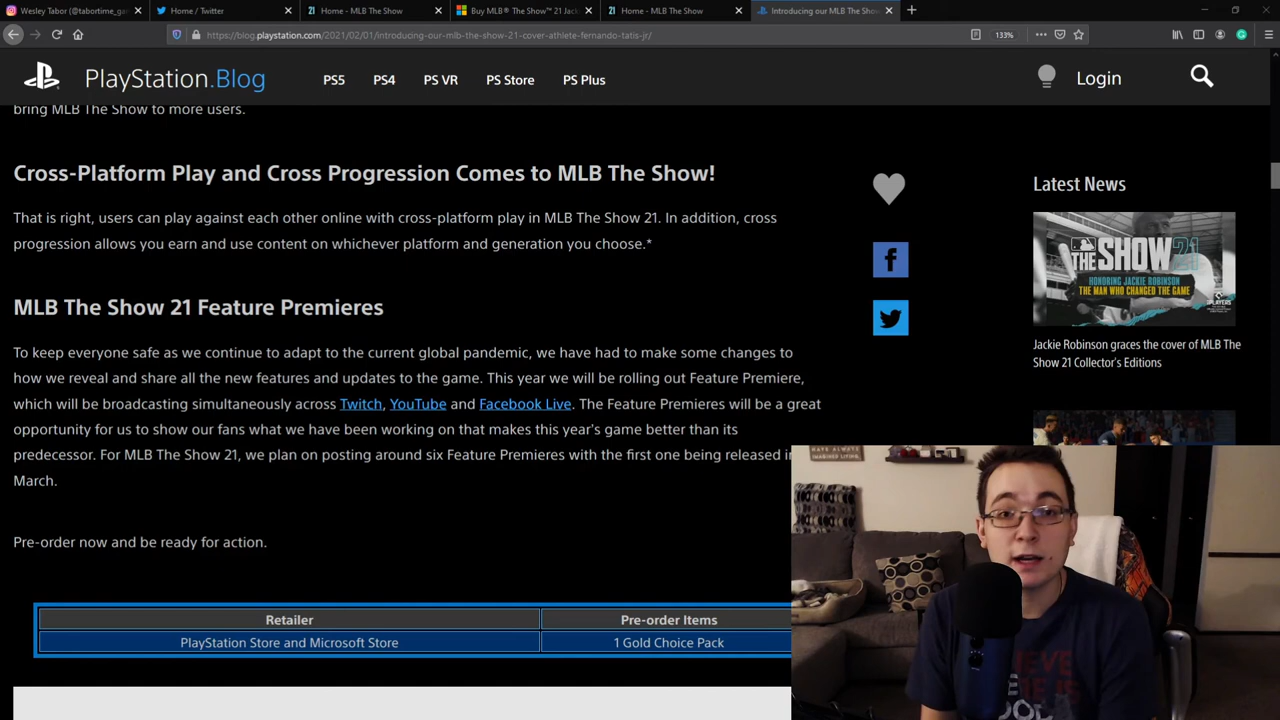 Wesley Tabor (@tabortime_ga
Home / Twitter
21 Home - MLB The Show
Buy MLB® The Show™ 21 Jack
21 Home - MLB The Show
Introducing our MLB The Show
https://blog.playstation.com/2021/02/01/introducing-our-mlb-the-show-21-cover-athlete-fernando-tatis-jr/
133%
PlayStation.Blog
PS5
PS4
PS VR
PS Store
PS Plus
Login
bring MLB The Show to more users.
Cross-Platform Play and Cross Progression Comes to MLB The Show!
That is right, users can play against each other online with cross-platform play in MLB The Show 21. In addition, cross
progression allows you earn and use content on whichever platform and generation you choose.*
MLB The Show 21 Feature Premieres
To keep everyone safe as we continue to adapt to the current global pandemic, we have had to make some changes to
how we reveal and share all the new features and updates to the game. This year we will be rolling out Feature Premiere,
which will be broadcasting simultaneously across Twitch, YouTube and Facebook Live. The Feature Premieres will be a great
opportunity for us to show our fans what we have been working on that makes this year's game better than its
predecessor. For MLB The Show 21, we plan on posting around six Feature Premieres with the first one being released in
March.
Pre-order now and be ready for action.
Retailer
Pre-order Items
PlayStation Store and Microsoft Store
1 Gold Choice Pack
Latest News
THE SHOW 21
HONORING JACKIE ROBINSON
THE MAN WHO CHANGED THE GAME
PLAYERS
Jackie Robinson graces the cover of MLB The
Show 21 Collector's Editions